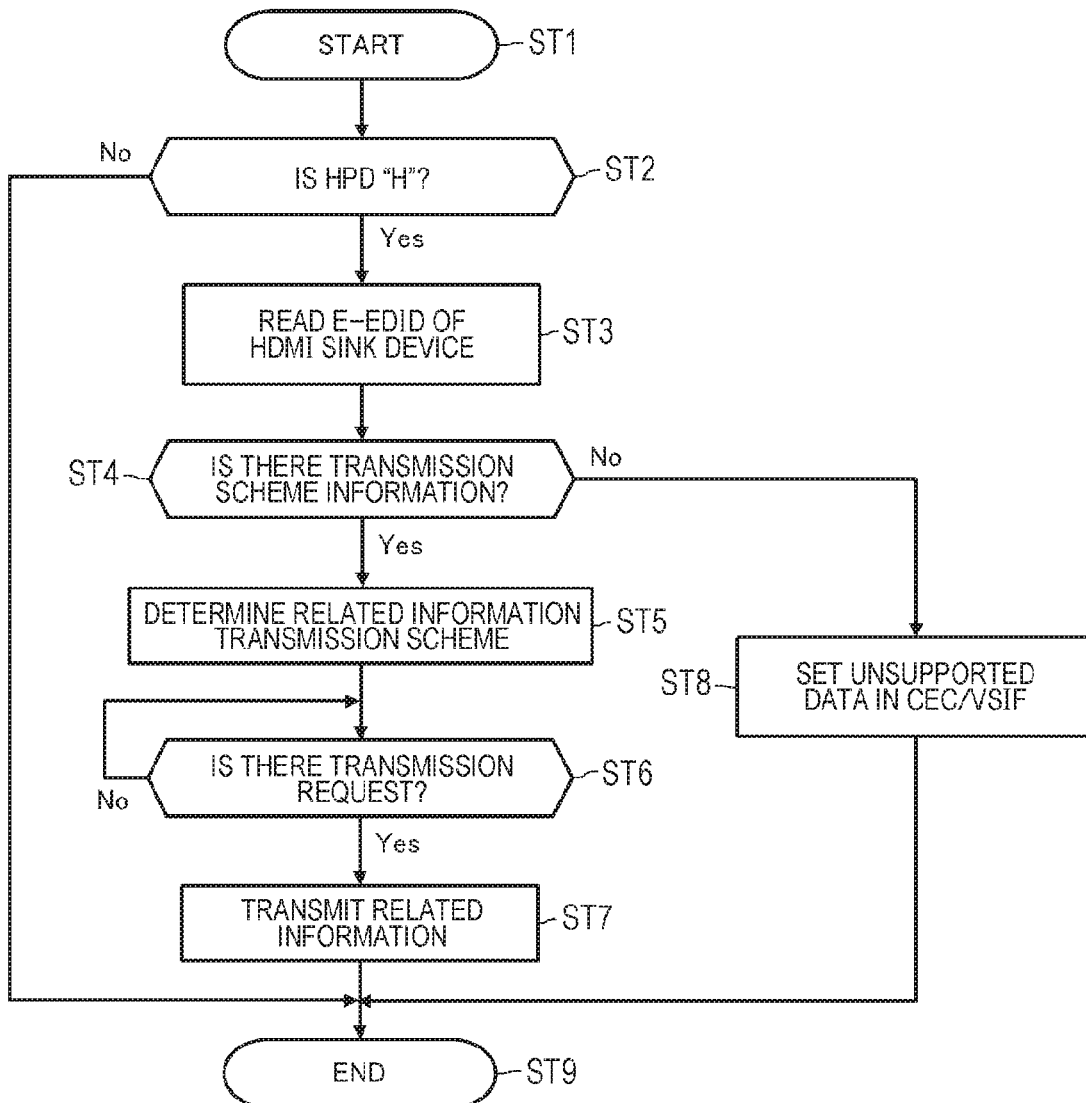 START
ST1
No
IS HPD "H"?
ST2
Yes
READ E-EDID OF
HDMI SINK DEVICE
ST3
ST4
IS THERE TRANSMISSION
SCHEME INFORMATION?
No
Yes
DETERMINE RELATED INFORMATION
TRANSMISSION SCHEME
ST5
ST8
SET UNSUPPORTED
DATA IN CEC/VSIF
IS THERE TRANSMISSION
REQUEST?
ST6
No
Yes
TRANSMIT RELATED
INFORMATION
ST7
END
ST9